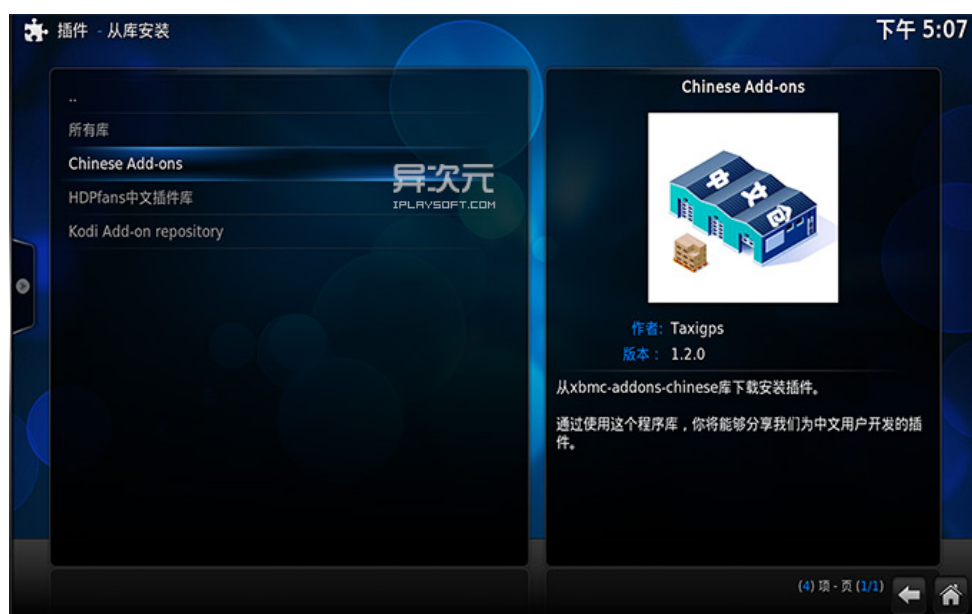 插件 - 从库安装
下午 5:07
..
所有库
Chinese Add-ons
HDPfans中文插件库
Kodi Add-on repository
异次元
IPLAYSOFT.COM
Chinese Add-ons
中文仓
作者: Taxigps
版本： 1.2.0
从xbmc-addons-chinese库下载安装插件。
通过使用这个程序库，你将能够分享我们为中文用户开发的插
件。
(4) 项 - 页 (1/1)